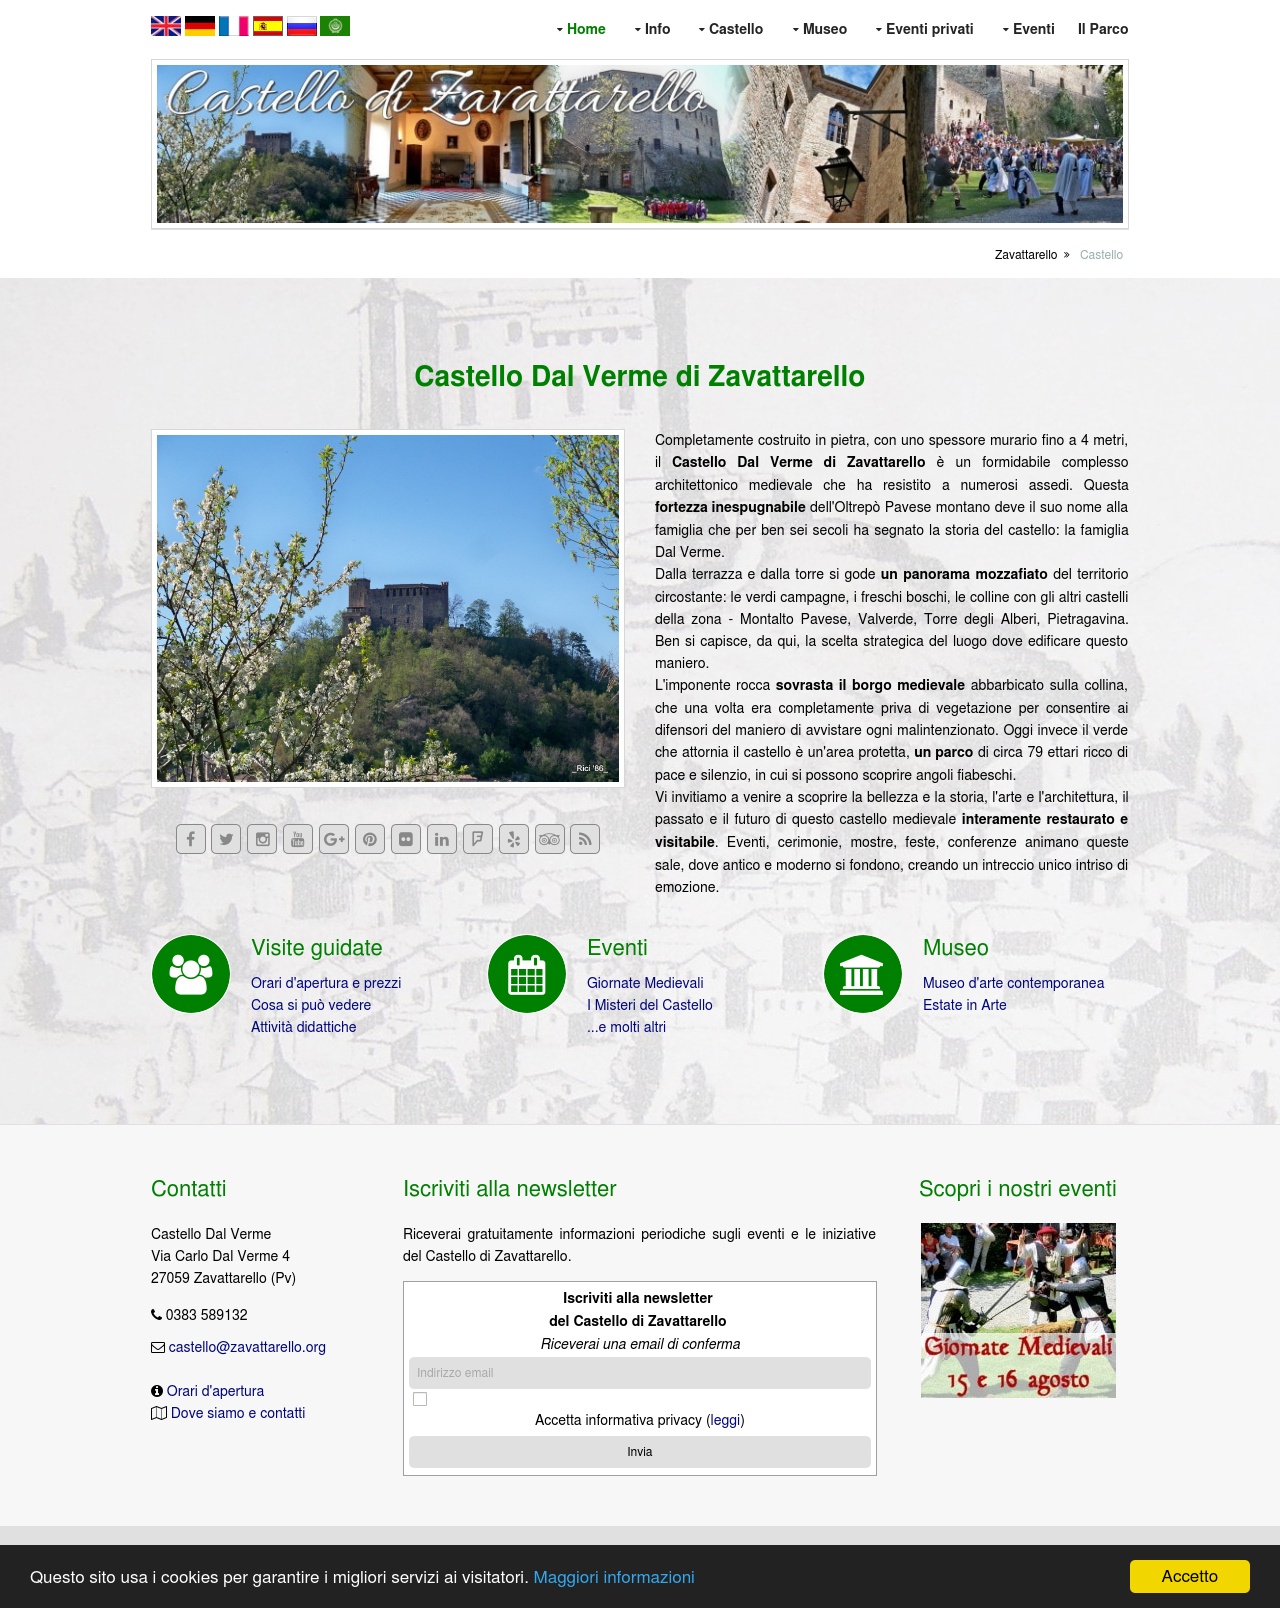 Home Info Castello Museo Eventi privati Eventi Il Parco
Castello di Zavattarello
Zavattarello » Castello
Castello Dal Verme di Zavattarello
Completamente costruito in pietra, con uno spessore murario fino a 4 metri,
il Castello Dal Verme di Zavattarello è un formidabile complesso
architettonico medievale che ha resistito a numerosi assedi. Questa
fortezza inespugnabile dell'Oltrepò Pavese montano deve il suo nome alla
famiglia che per ben sei secoli ha segnato la storia del castello: la famiglia
Dal Verme.
Dalla terrazza e dalla torre si gode un panorama mozzafiato del territorio
circostante: le verdi campagne, i freschi boschi, le colline con gli altri castelli
della zona - Montalto Pavese, Valverde, Torre degli Alberi, Pietragavina.
Ben si capisce, da qui, la scelta strategica del luogo dove edificare questo
maniero.
L'imponente rocca sovrasta il borgo medievale abbarbicato sulla collina,
che una volta era completamente priva di vegetazione per consentire ai
difensori del maniero di avvistare ogni malintenzionato. Oggi invece il verde
che attornia il castello è un'area protetta, un parco di circa 79 ettari ricco di
pace e silenzio, in cui si possono scoprire angoli fiabeschi.
Vi invitiamo a venire a scoprire la bellezza e la storia, l'arte e l'architettura, il
passato e il futuro di questo castello medievale interamente restaurato e
visitabile. Eventi, cerimonie, mostre, feste, conferenze animano queste
sale, dove antico e moderno si fondono, creando un intreccio unico intriso di
emozione.
_Rici '86_
Visite guidate
Orari d'apertura e prezzi
Cosa si può vedere
Attività didattiche
Eventi
Giornate Medievali
I Misteri del Castello
...e molti altri
Museo
Museo d'arte contemporanea
Estate in Arte
Contatti
Castello Dal Verme
Via Carlo Dal Verme 4
27059 Zavattarello (Pv)
0383 589132
castello@zavattarello.org
Orari d'apertura
Dove siamo e contatti
Iscriviti alla newsletter
Riceverai gratuitamente informazioni periodiche sugli eventi e le iniziative
del Castello di Zavattarello.
Iscriviti alla newsletter
del Castello di Zavattarello
Riceverai una email di conferma
Indirizzo email
Accetta informativa privacy (leggi)
Invia
Scopri i nostri eventi
Giornate Medievali
15 e 16 agosto
Questo sito usa i cookies per garantire i migliori servizi ai visitatori. Maggiori informazioni
Accetto